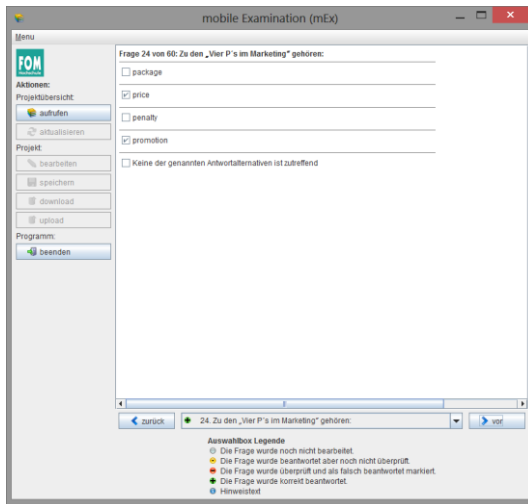 mobile Examination (mEx)
Menu
FOM
Hochschule
Aktionen:
Projektübersicht:
aufrufen
aktualisieren
Projekt:
bearbeiten
speichern
download
upload
Programm:
beenden
Frage 24 von 60: Zu den „Vier P´s im Marketing" gehören:
package
price
penalty
promotion
Keine der genannten Antwortalternativen ist zutreffend
zurück
24. Zu den „Vier P´s im Marketing" gehören:
vor
Auswahlbox Legende
Die Frage wurde noch nicht bearbeitet.
Die Frage wurde beantwortet aber noch nicht überprüft.
Die Frage wurde überprüft und als falsch beantwortet markiert.
Die Frage wurde korrekt beantwortet.
Hinweistext